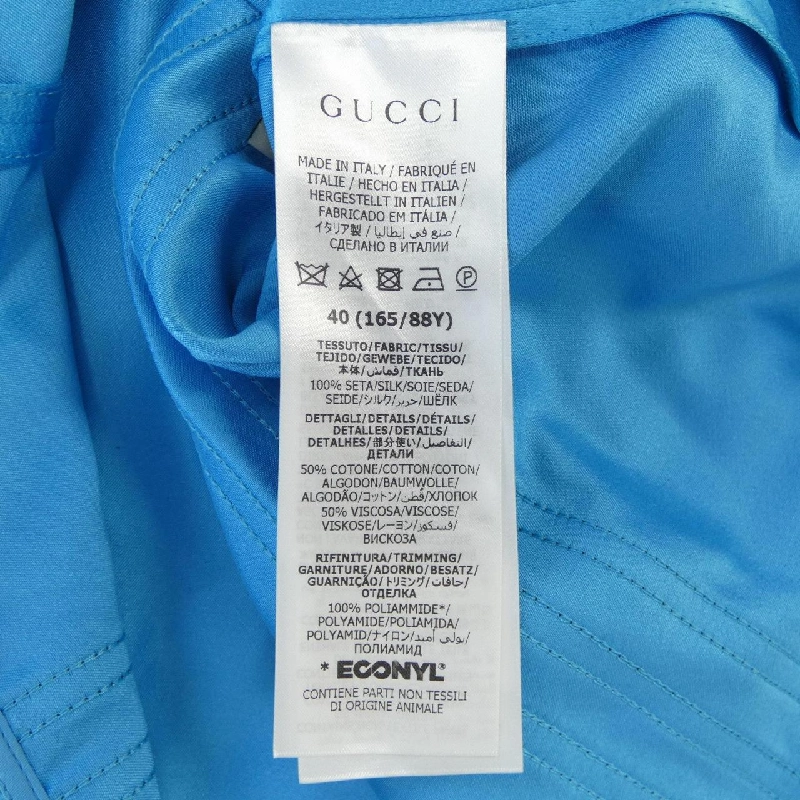 GUCCI
MADE IN ITALY / FABRIQUÉ EN
ITALIE / HECHO EN ITALIA /
HERGESTELLT IN ITALIEN /
FABRICADO EM ITÁLIA /
イタリア製 / صنع في إيطاليا /
СДЕЛАНО В ИТАЛИИ
P
40 (165/88Y)
TESSUTO/FABRIC/TISSU/
TEJIDO/GEWEBE/TECIDO/
本体/قماش/ТКАНЬ
100% SETA/SILK/SOIE/SEDA/
SEIDE/シルク/حرير/ШЁЛК
DETTAGLI/DETAILS/DÉTAILS/
DETALLES/DETAILS/
DETALHES/部分使い/التفاصيل/
ДЕТАЛИ
50% COTONE/COTTON/COTON/
ALGODON/BAUMWOLLE/
ALGODÃO/コットン/قطن/ХЛОПОК
50% VISCOSA/VISCOSE/
VISKOSE/レーヨン/فسكوز/
ВИСКОЗА
RIFINITURA/TRIMMING/
GARNITURE/ADORNO/BESATZ/
GUARNIÇÃO/トリミング/حافات/
ОТДЕЛКА
100% POLIAMMIDE*/
POLYAMIDE/POLIAMIDA/
POLYAMID/ナイロン/بولي أميد/
ПОЛИАМИД
* ECONYL®
CONTIENE PARTI NON TESSILI
DI ORIGINE ANIMALE